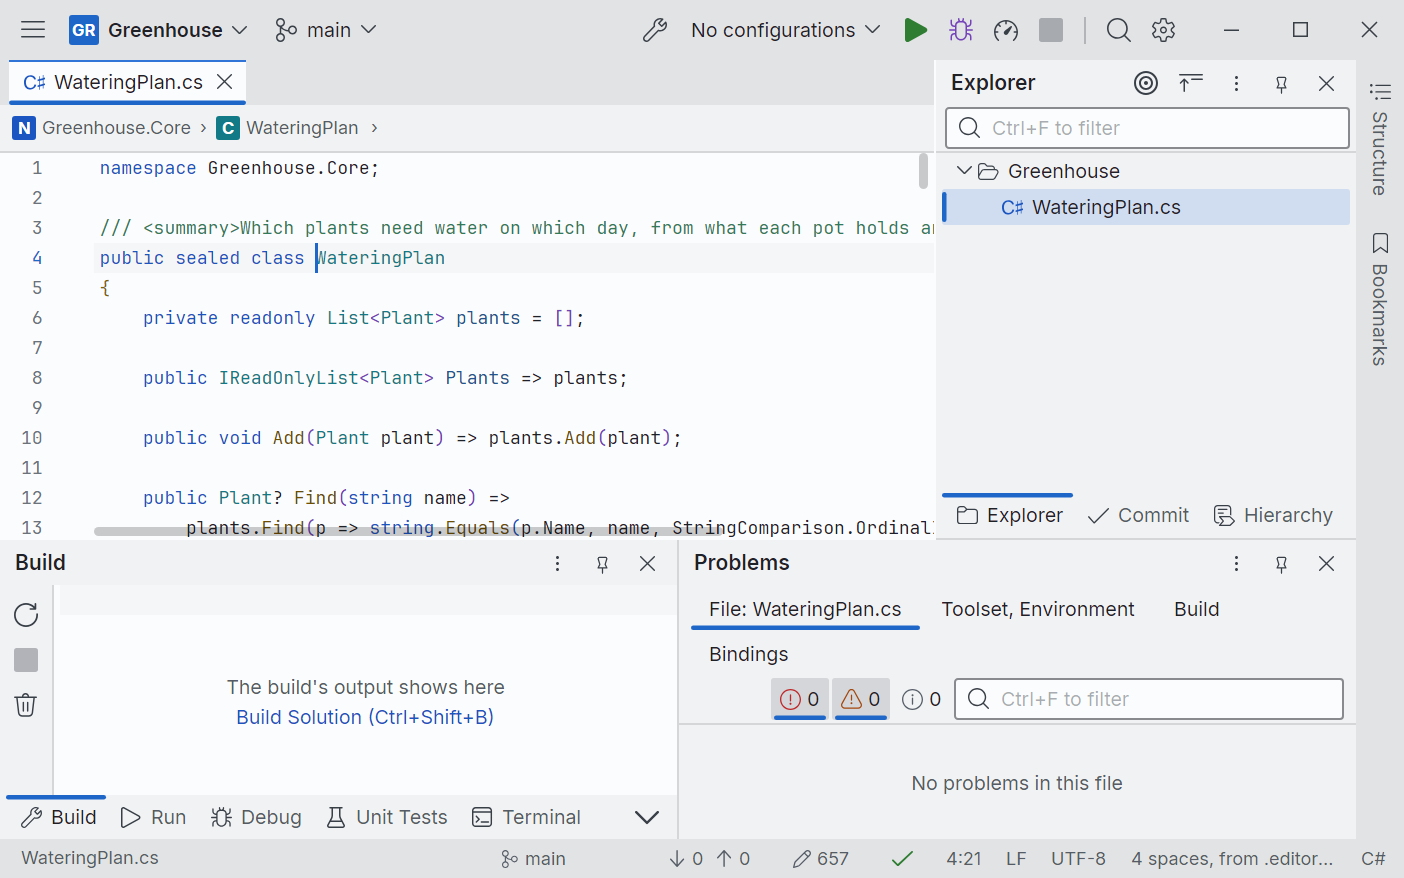 GR Greenhouse main No configurations
C# WateringPlan.cs
N Greenhouse.Core › C WateringPlan ›
1 namespace Greenhouse.Core;
2
3 /// <summary>Which plants need water on which day, from what each pot holds
4 public sealed class WateringPlan
5 {
6 private readonly List<Plant> plants = [];
7
8 public IReadOnlyList<Plant> Plants => plants;
9
10 public void Add(Plant plant) => plants.Add(plant);
11
12 public Plant? Find(string name) =>
13 plants.Find(p => string.Equals(p.Name, name, StringComparison.
Explorer
Ctrl+F to filter
Greenhouse
C# WateringPlan.cs
Explorer Commit Hierarchy
Structure
Bookmarks
Build
The build's output shows here
Build Solution (Ctrl+Shift+B)
Build Run Debug Unit Tests Terminal
Problems
File: WateringPlan.cs Toolset, Environment Build
Bindings
0 0 0 Ctrl+F to filter
No problems in this file
WateringPlan.cs main 0 0 657 4:21 LF UTF-8 4 spaces, from .editor... C#